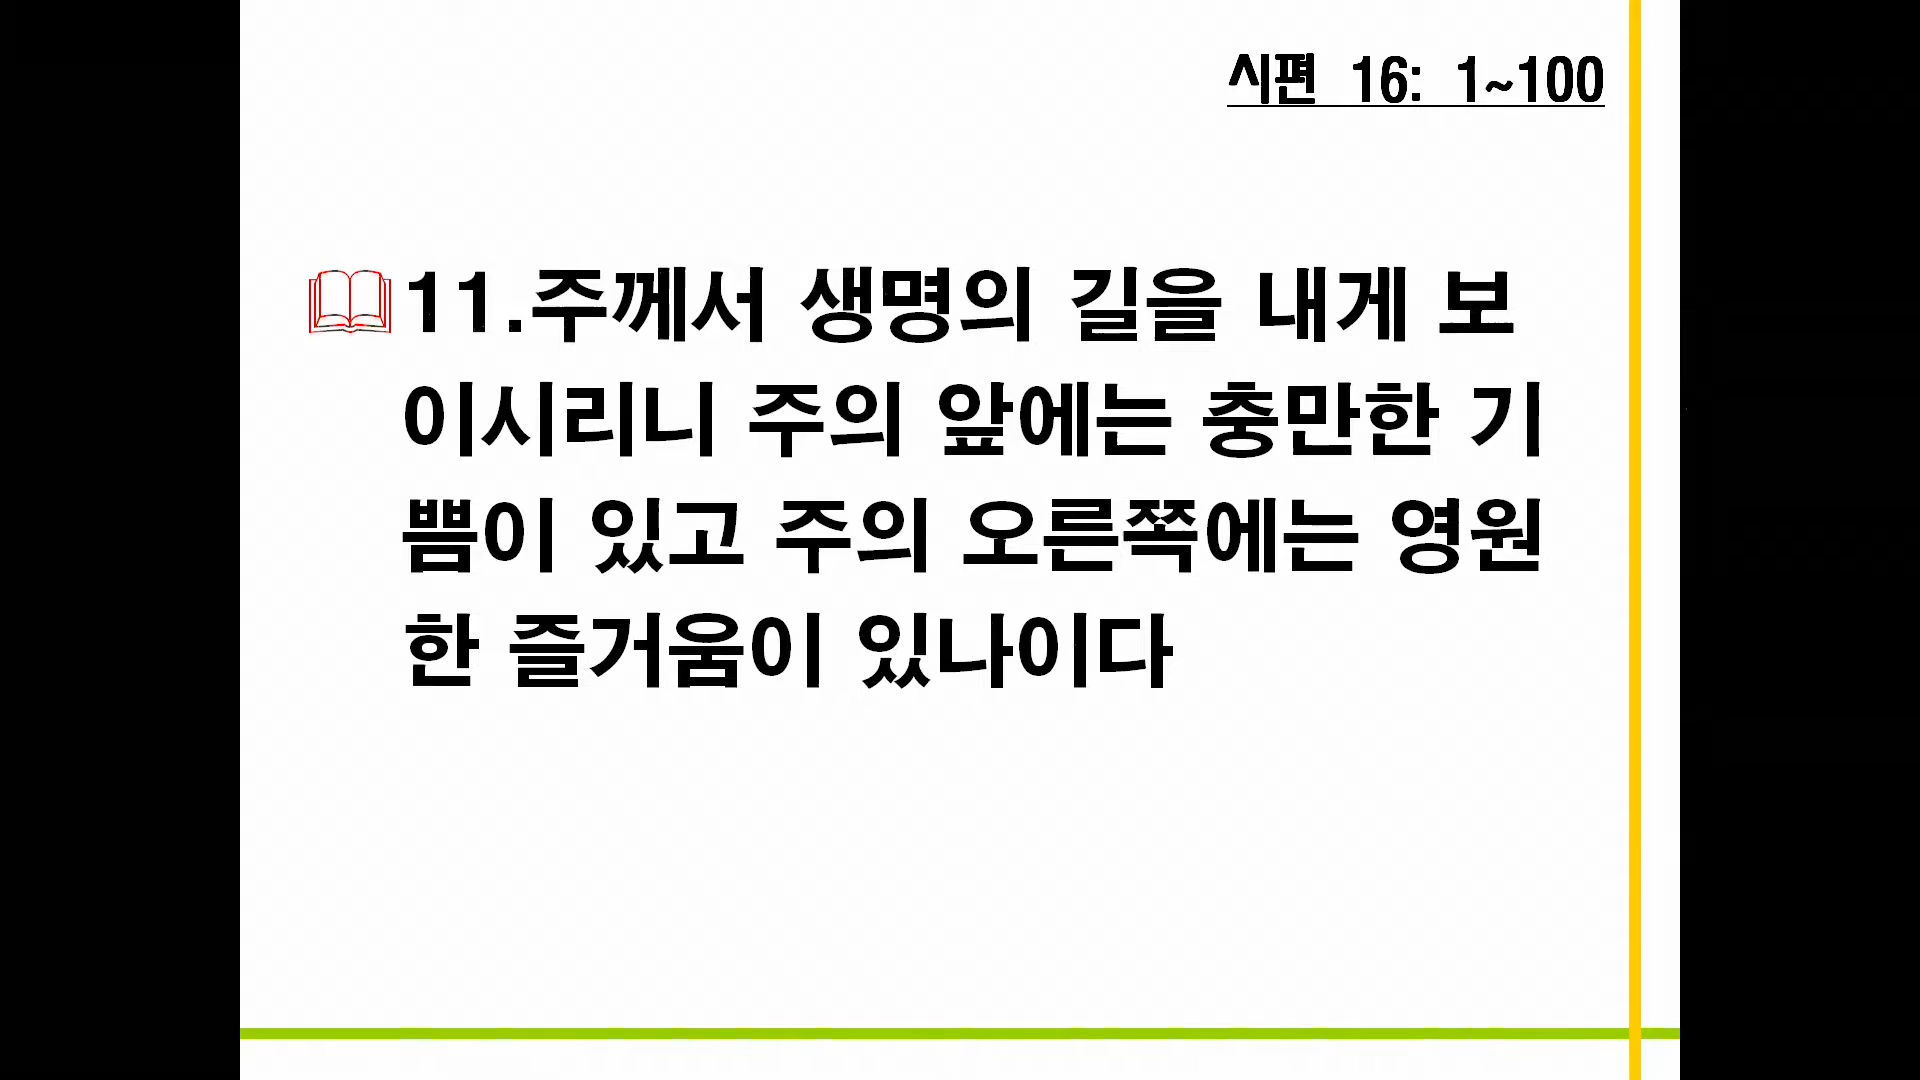 시편 16: 1~100
11.주께서 생명의 길을 내게 보
이시리니 주의 앞에는 충만한 기
쁨이 있고 주의 오른쪽에는 영원
한 즐거움이 있나이다